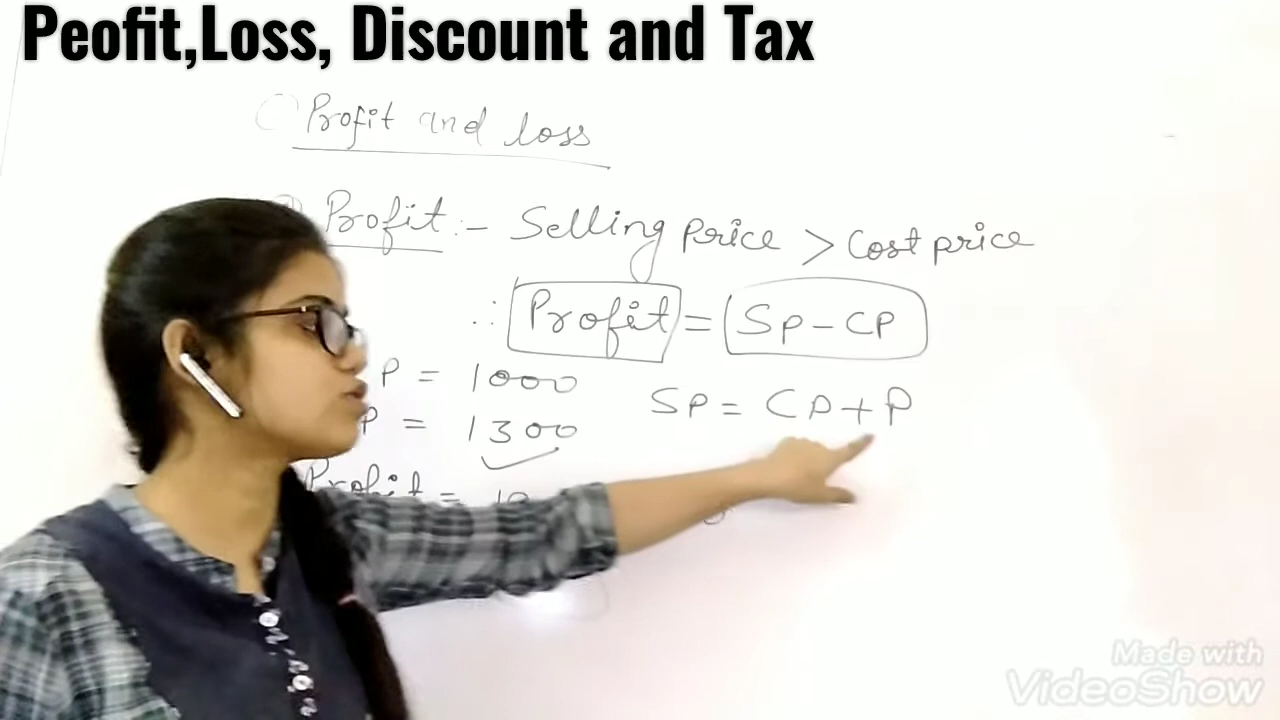 Peofit,Loss, Discount and Tax
Profit and loss
Profit :- Selling price > Cost price
∴ Profit = SP - CP
P = 1000
SP = CP + P
P = 1300
Profit =
Made with
VideoShow